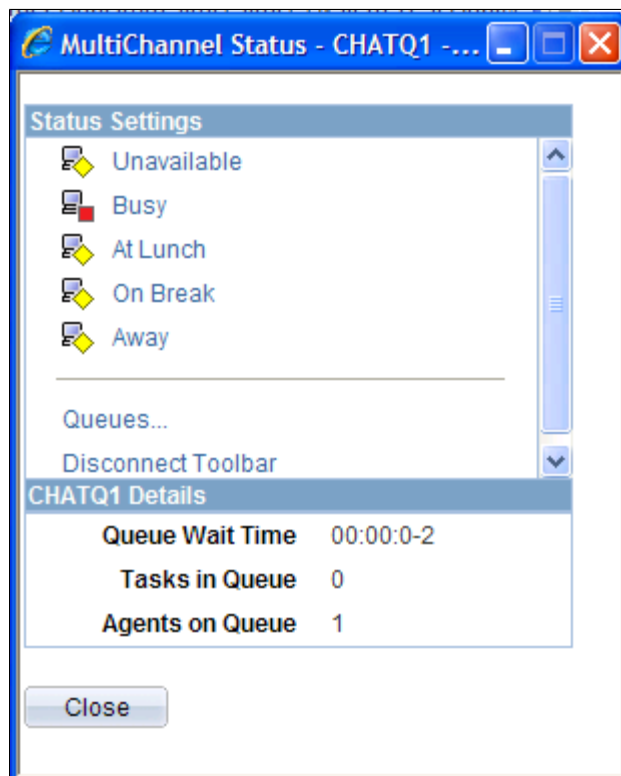 MultiChannel Status - CHATQ1 -...
Status Settings
Unavailable
Busy
At Lunch
On Break
Away
Queues...
Disconnect Toolbar
CHATQ1 Details
Queue Wait Time 00:00:0-2
Tasks in Queue 0
Agents on Queue 1
Close